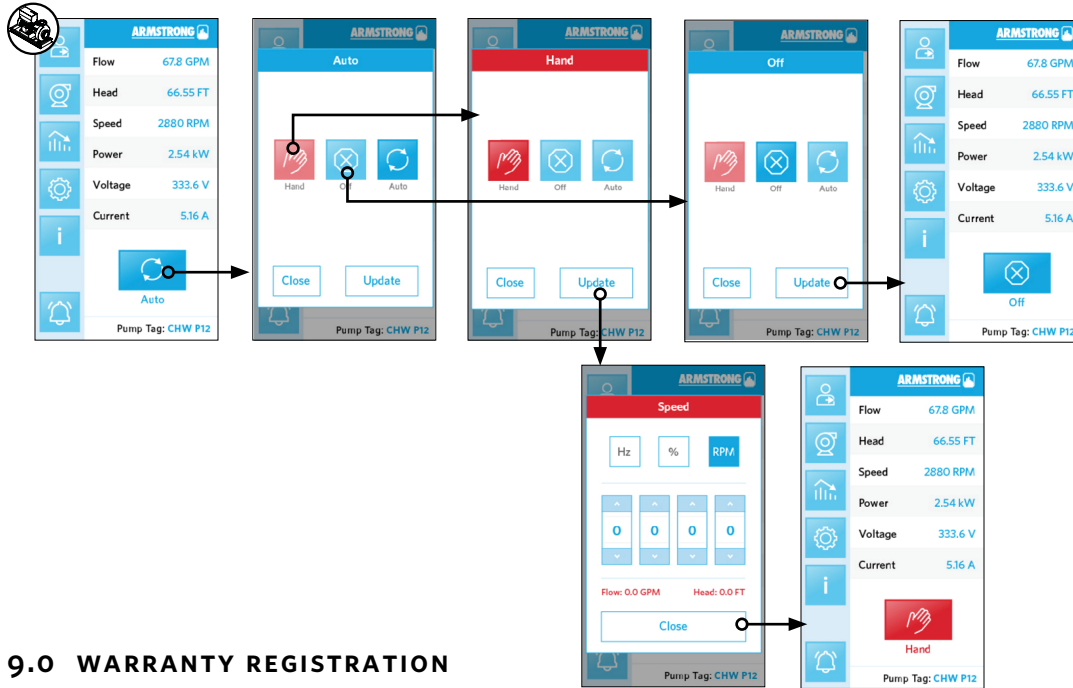 ARMSTRONG
Flow 67.8 GPM
Head 66.55 FT
Speed 2880 RPM
Power 2.54 kW
Voltage 333.6 V
Current 5.16 A
i
Auto
Pump Tag: CHW P12
ARMSTRONG
Auto
Hand Off Auto
Close Update
Pump Tag: CHW P12
ARMSTRONG
Hand
Hand Off Auto
Close Update
Pump Tag: CHW P12
ARMSTRONG
Off
Hand Off Auto
Close Update
Pump Tag: CHW P12
ARMSTRONG
Flow 67.8 GPM
Head 66.55 FT
Speed 2880 RPM
Power 2.54 kW
Voltage 333.6 V
Current 5.16 A
i
Off
Pump Tag: CHW P12
ARMSTRONG
Speed
Hz % RPM
0 0 0 0
Flow: 0.0 GPM Head: 0.0 FT
Close
Pump Tag: CHW P12
ARMSTRONG
Flow 67.8 GPM
Head 66.55 FT
Speed 2880 RPM
Power 2.54 kW
Voltage 333.6 V
Current 5.16 A
i
Hand
Pump Tag: CHW P12
9.0 WARRANTY REGISTRATION